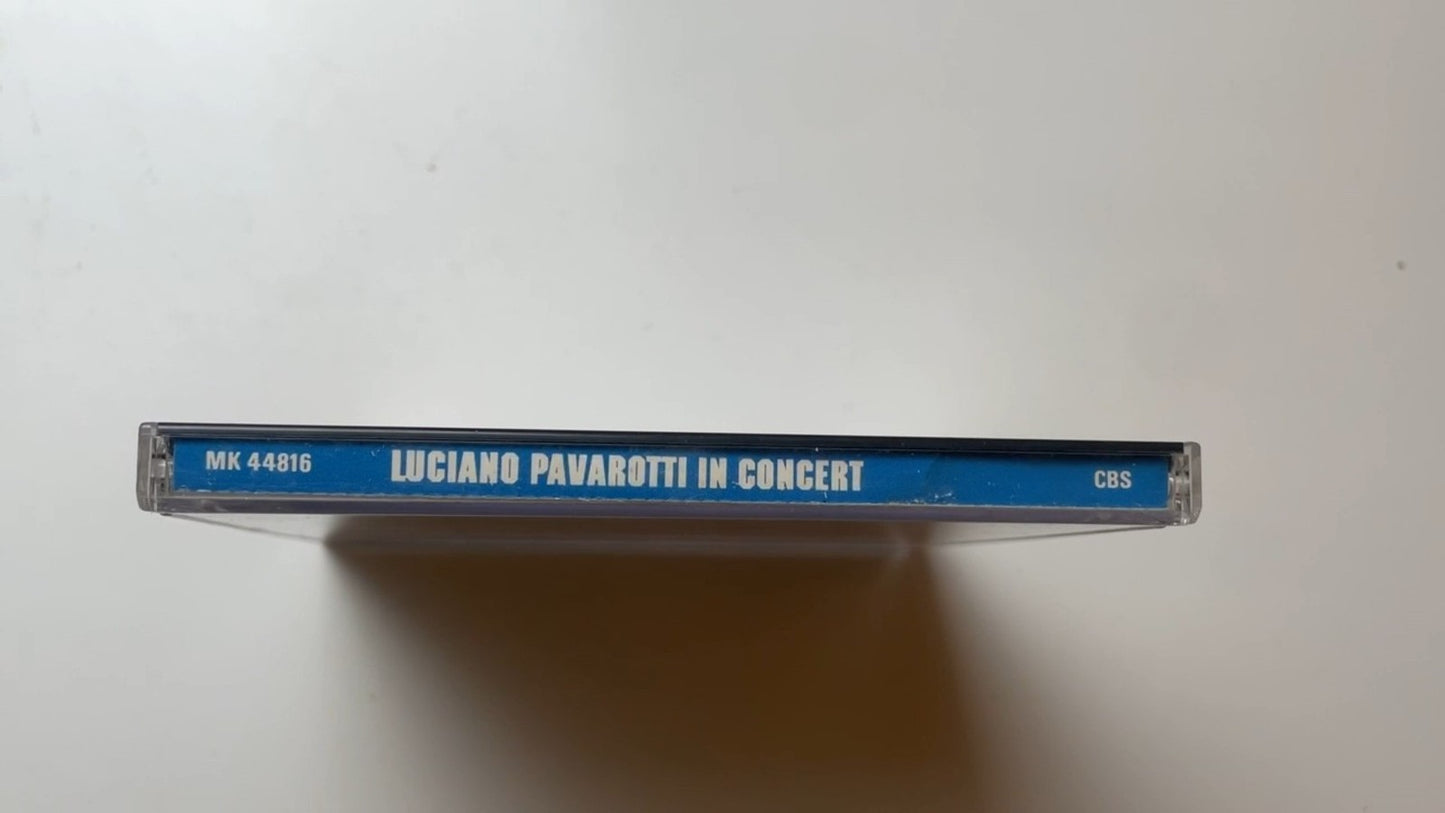 MK 44816 LUCIANO PAVAROTTI IN CONCERT CBS